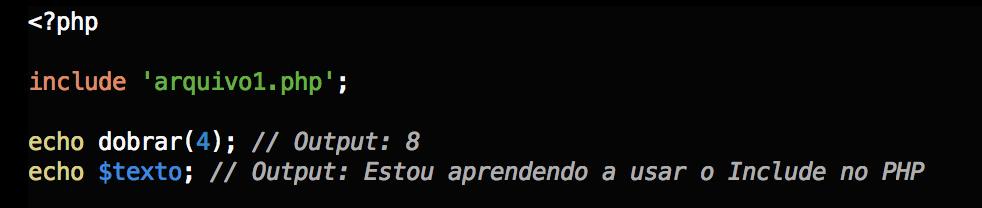 <?php
include 'arquivo1.php';
echo dobrar(4); // Output: 8
echo $texto; // Output: Estou aprendendo a usar o Include no PHP